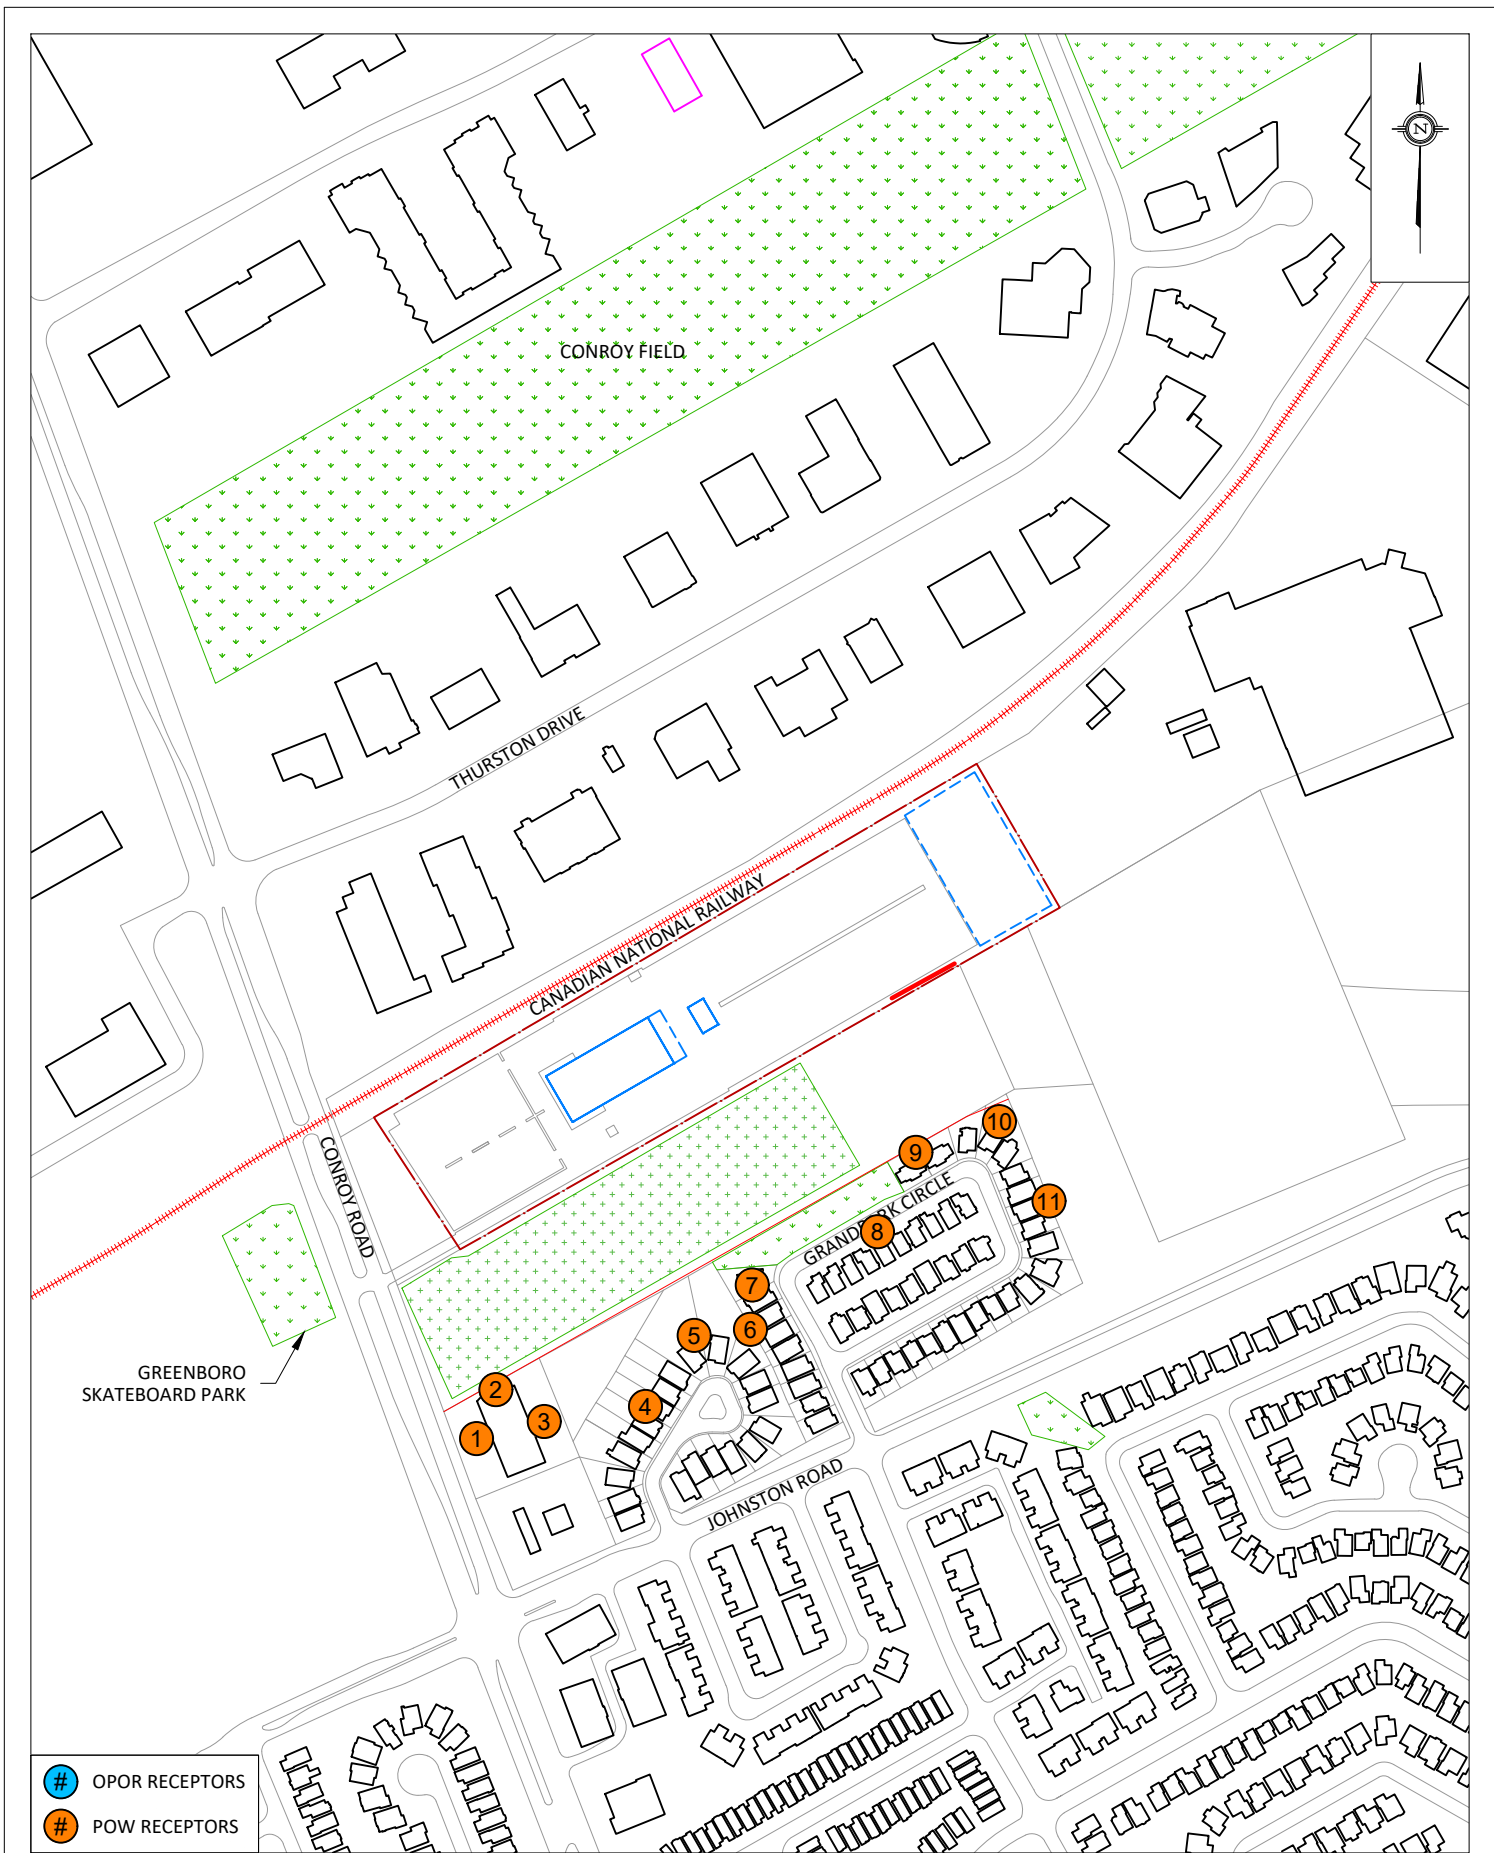 N
CONROY FIELD
THURSTON DRIVE
CANADIAN NATIONAL RAILWAY
CONROY ROAD
10
9
11
GRANDPARK CIRCLE
8
7
6
5
GREENBORO
SKATEBOARD PARK
2
4
3
1
JOHNSTON ROAD
# OPOR RECEPTORS
# POW RECEPTORS